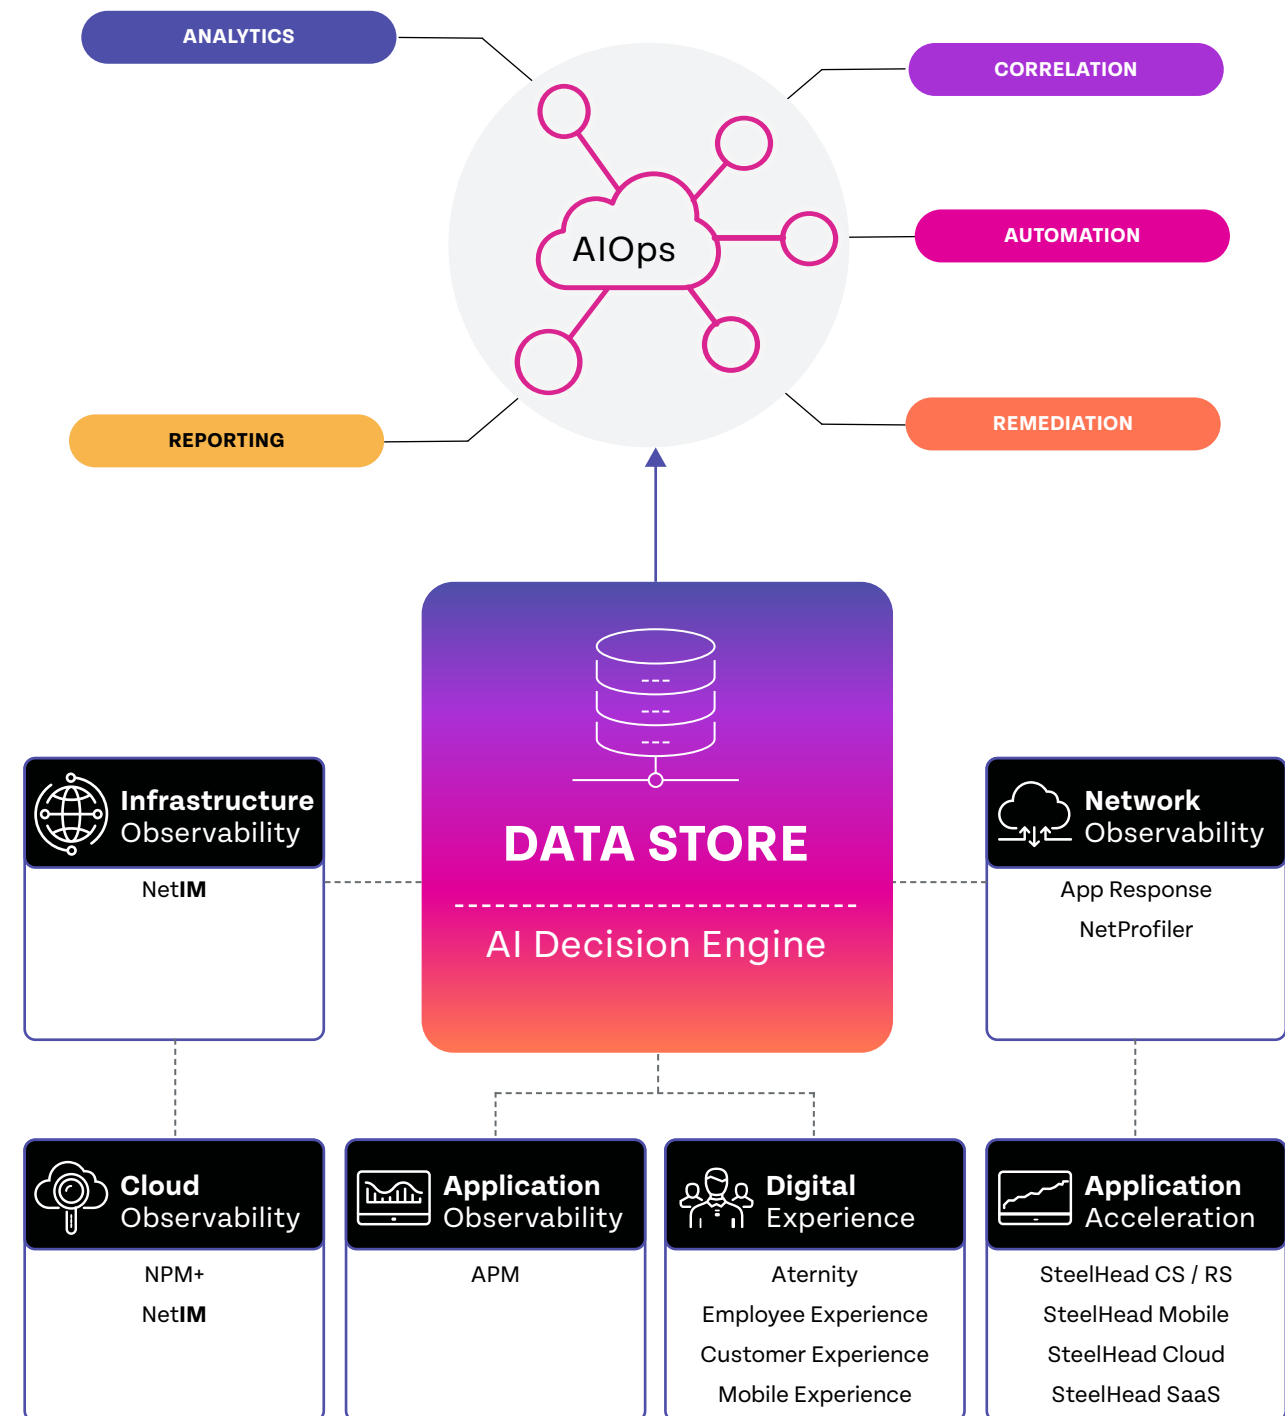 ANALYTICS
CORRELATION
AIOps
AUTOMATION
REPORTING
REMEDIATION
DATA STORE
AI Decision Engine
Infrastructure
Observability
NetIM
Network
Observability
App Response
NetProfiler
Cloud
Observability
NPM+
NetIM
Application
Observability
APM
Digital
Experience
Aternity
Employee Experience
Customer Experience
Mobile Experience
Application
Acceleration
SteelHead CS / RS
SteelHead Mobile
SteelHead Cloud
SteelHead SaaS